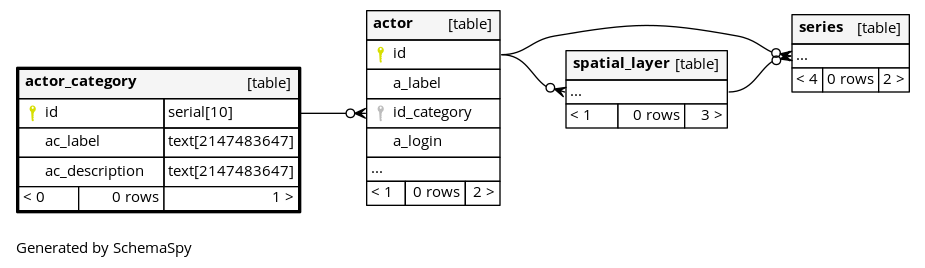 actor_category [table]
id serial[10]
ac_label text[2147483647]
ac_description text[2147483647]
< 0 0 rows 1 >
actor [table]
id
a_label
id_category
a_login
...
< 1 0 rows 2 >
spatial_layer [table]
...
< 1 0 rows 3 >
series [table]
...
< 4 0 rows 2 >
Generated by SchemaSpy